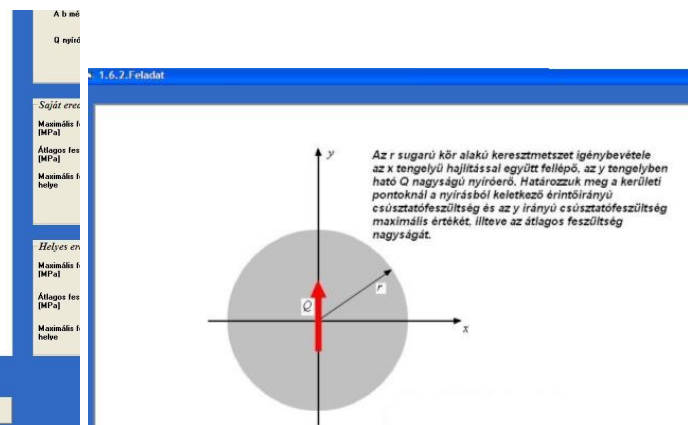 A b mé
Q nyíró
Saját ered
Maximális f
[MPa]
Átlagos fes
[MPa]
Maximális f
helye
Helyes er
Maximális f
[MPa]
Átlagos fes
[MPa]
Maximális f
helye
1.6.2.Feladat
y
Az r sugarú kör alakú keresztmetszet igénybevétele
az x tengelyű hajlítással együtt fellépő, az y tengelyben
ható Q nagyságú nyíróerő. Határozzuk meg a kerületi
pontoknál a nyírásból keletkező érintőirányú
csúsztatófeszültség és az y irányú csúsztatófeszültség
maximális értékét, illteve az átlagos feszültség
nagyságát.
Q
r
x